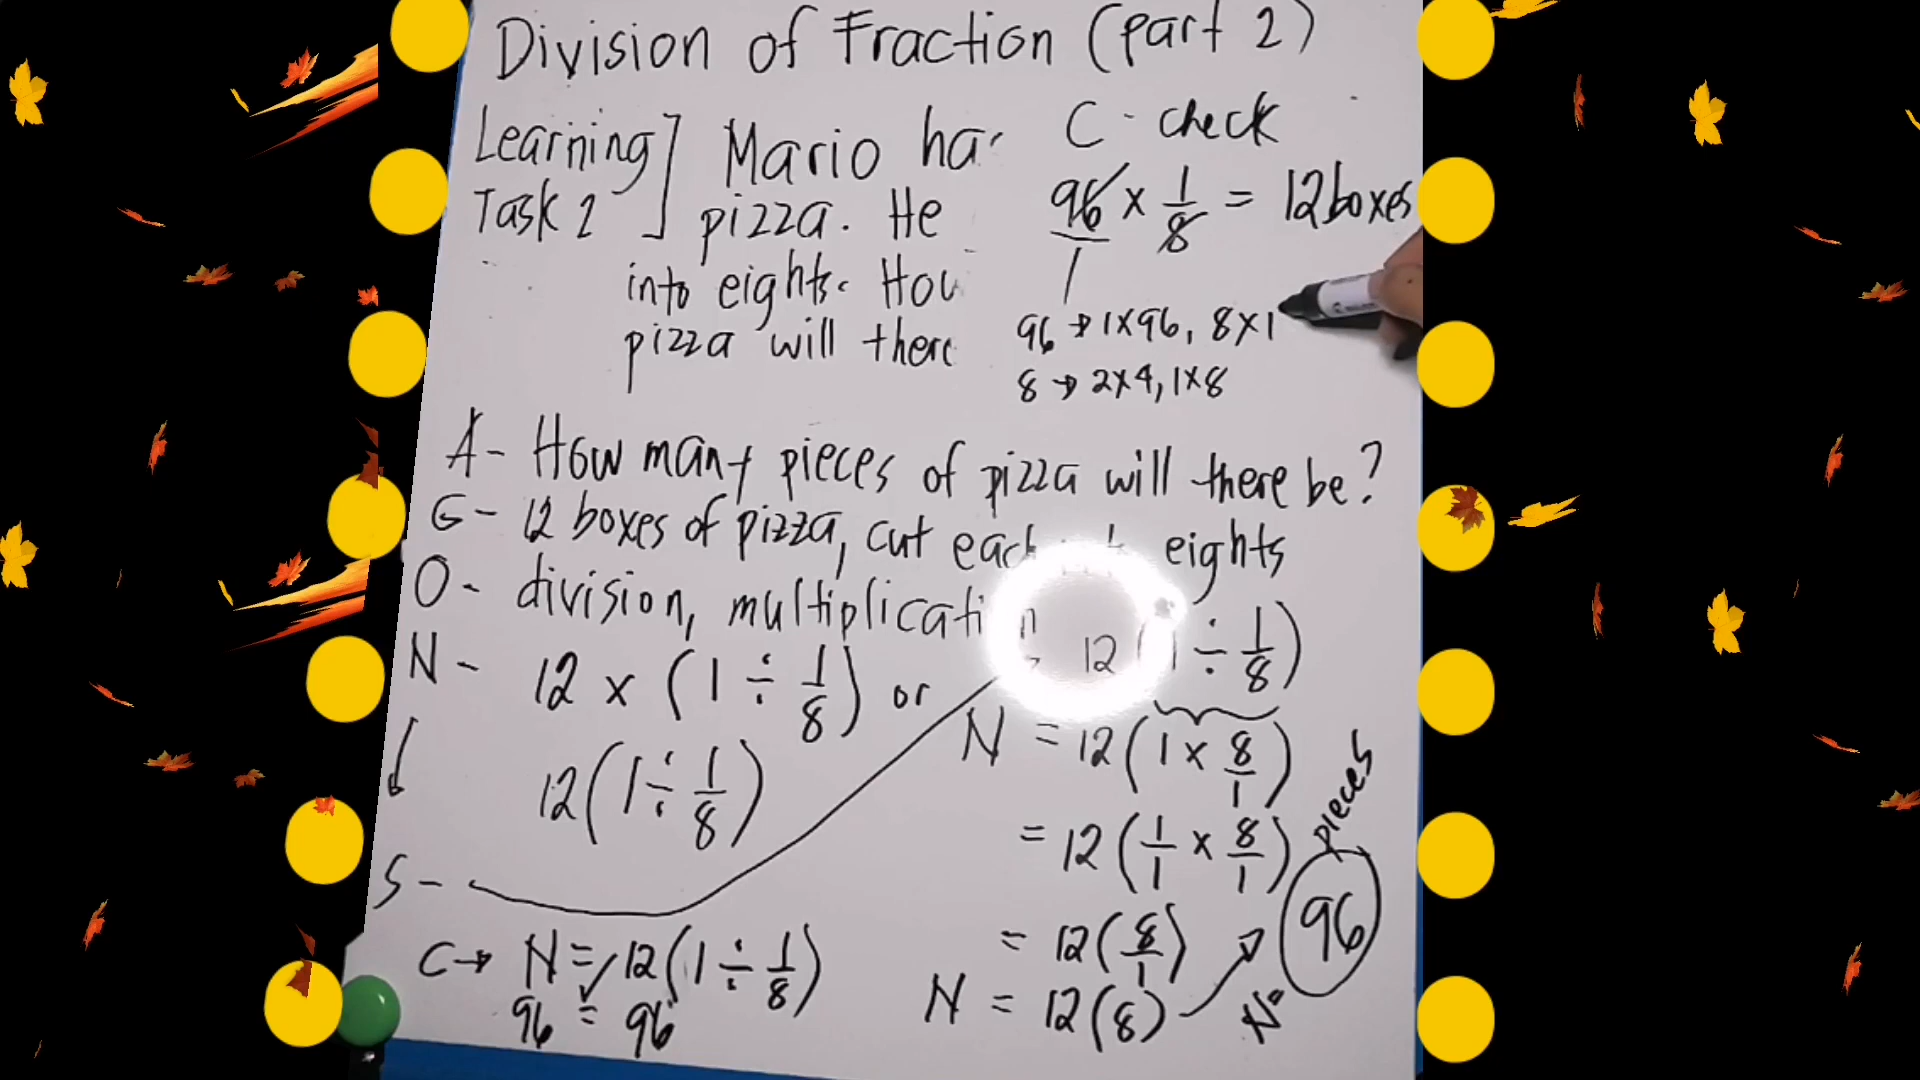 Division of Fraction (part 2)
Learning Task 2
Mario ha
pizza. He
into eights. How
pizza will there
C - check
96/1 x 1/8 = 12 boxes
96 → 1x96, 8x1
8 → 2x4, 1x8
A - How many pieces of pizza will there be?
G - 12 boxes of pizza, cut each eights
O - division, multiplication
N - 12 x (1 ÷ 1/8) or
12(1 ÷ 1/8)
S -
12(1 ÷ 1/8)
N = 12(1 x 8/1)
= 12(1/1 x 8/1)
= 12(8/1)
N = 12(8)
N = 96 pieces
C → N = 12(1 ÷ 1/8)
96 = 96